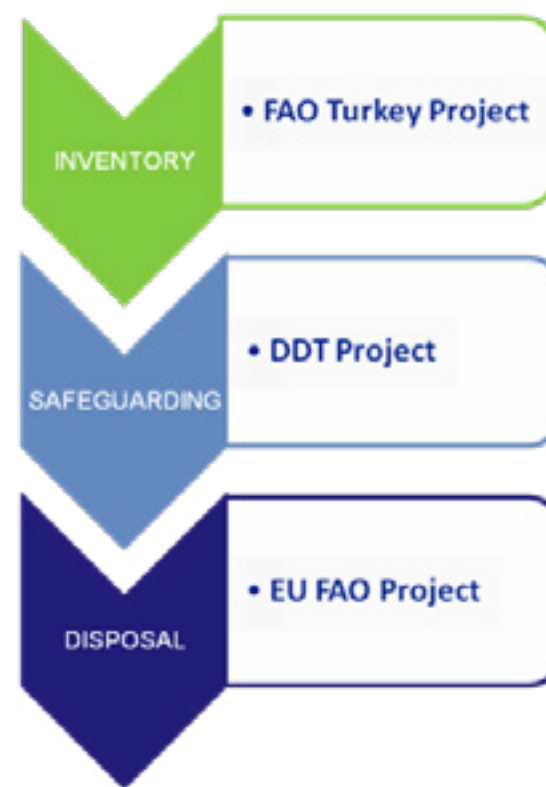 INVENTORY
• FAO Turkey Project
SAFEGUARDING
• DDT Project
DISPOSAL
• EU FAO Project